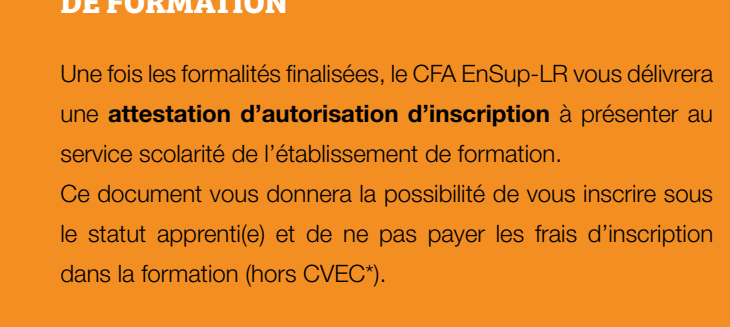 DE FORMATION
Une fois les formalités finalisées, le CFA EnSup-LR vous délivrera
une attestation d’autorisation d’inscription à présenter au
service scolarité de l’établissement de formation.
Ce document vous donnera la possibilité de vous inscrire sous
le statut apprenti(e) et de ne pas payer les frais d’inscription
dans la formation (hors CVEC*).